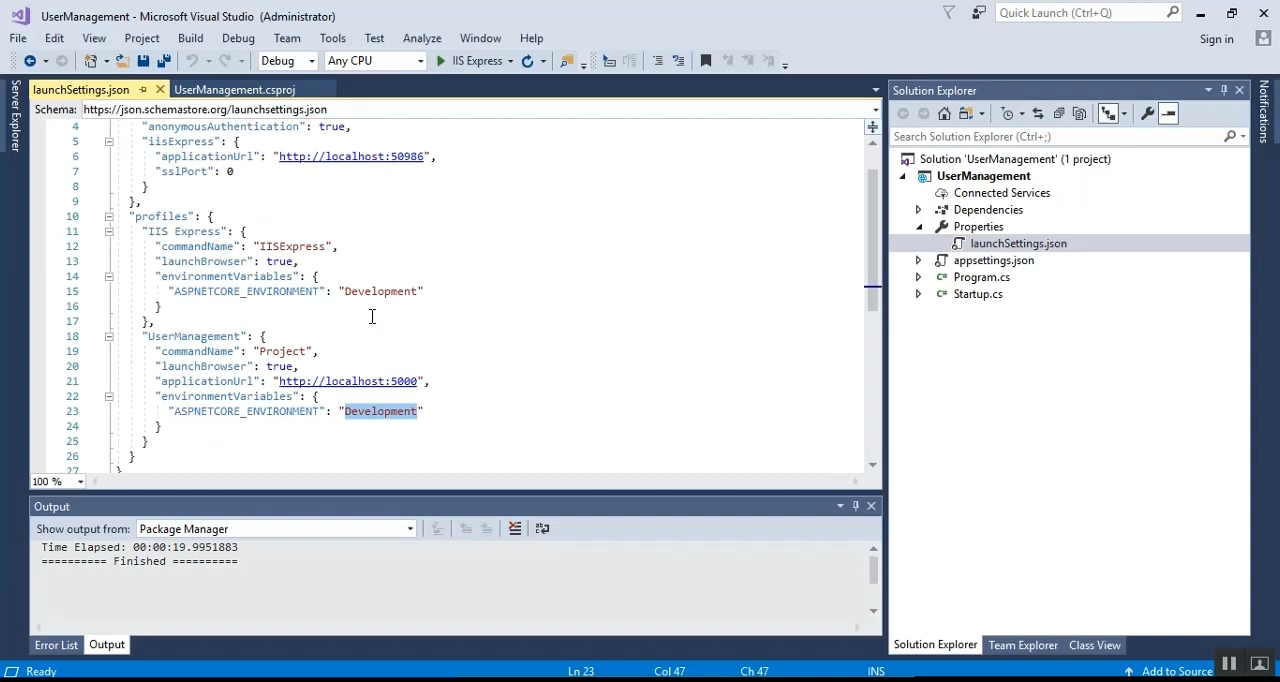 UserManagement - Microsoft Visual Studio (Administrator)
Quick Launch (Ctrl+Q)
File Edit View Project Build Debug Team Tools Test Analyze Window Help
Sign in
Debug Any CPU IIS Express
Server Explorer
launchSettings.json UserManagement.csproj
Schema: https://json.schemastore.org/launchsettings.json
4 "anonymousAuthentication": true,
5 "iisExpress": {
6 "applicationUrl": "http://localhost:50986",
7 "sslPort": 0
8 }
9 },
10 "profiles": {
11 "IIS Express": {
12 "commandName": "IISExpress",
13 "launchBrowser": true,
14 "environmentVariables": {
15 "ASPNETCORE_ENVIRONMENT": "Development"
16 }
17 },
18 "UserManagement": {
19 "commandName": "Project",
20 "launchBrowser": true,
21 "applicationUrl": "http://localhost:5000",
22 "environmentVariables": {
23 "ASPNETCORE_ENVIRONMENT": "Development"
24 }
25 }
26 }
27 }
100 %
Output
Show output from: Package Manager
Time Elapsed: 00:00:19.9951883
========== Finished ==========
Error List Output
Solution Explorer
Search Solution Explorer (Ctrl+;)
Solution 'UserManagement' (1 project)
UserManagement
Connected Services
Dependencies
Properties
launchSettings.json
appsettings.json
Program.cs
Startup.cs
Solution Explorer Team Explorer Class View
Notifications
Ready Ln 23 Col 47 Ch 47 INS Add to Source